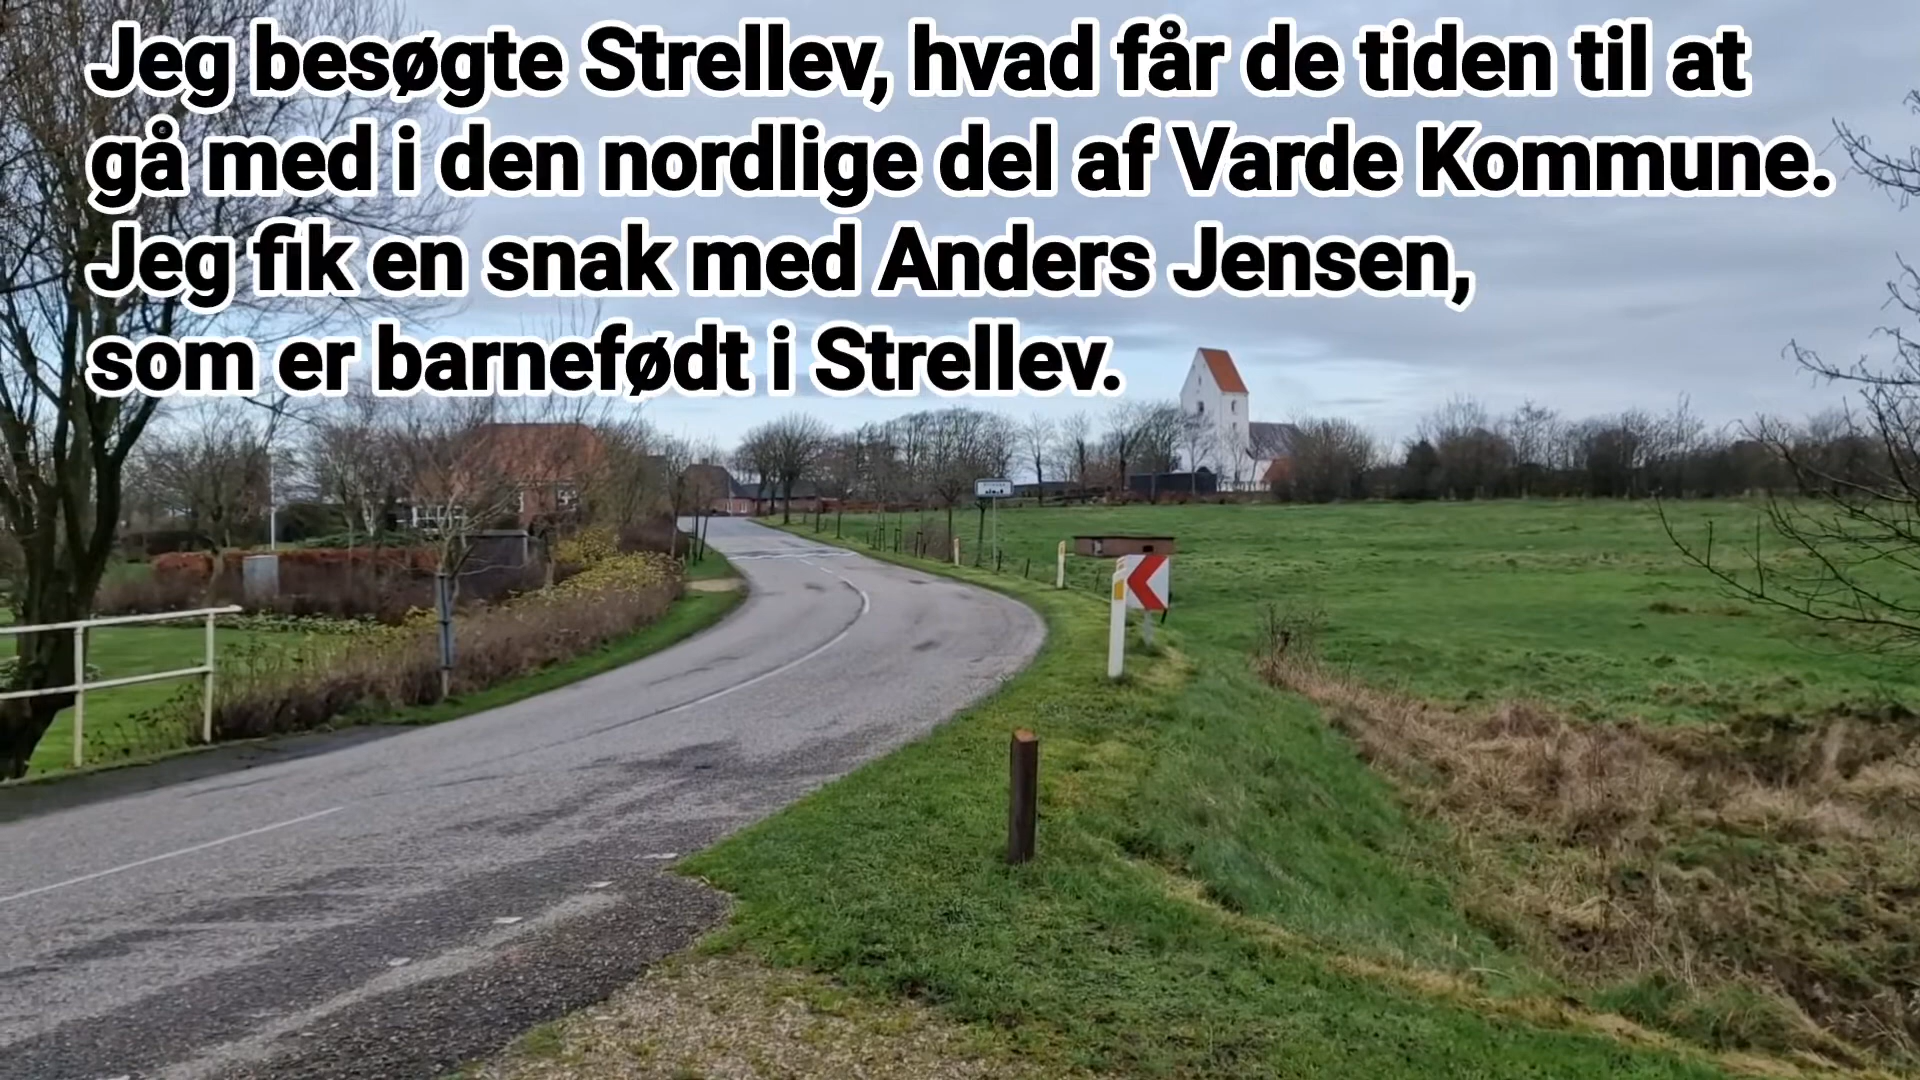 Jeg besøgte Strellev, hvad får de tiden til at
gå med i den nordlige del af Varde Kommune.
Jeg fik en snak med Anders Jensen,
som er barnefødt i Strellev.